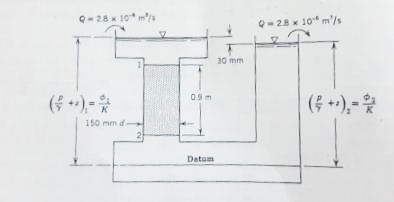 Q = 2.8 × 10⁻⁶ m³/s
Q = 2.8 × 10⁻⁶ m³/s
1
30 mm
(p/γ + z)₁ = Φ₁/K
0.9 m
(p/γ + z)₂ = Φ₂/K
150 mm d
2
Datum